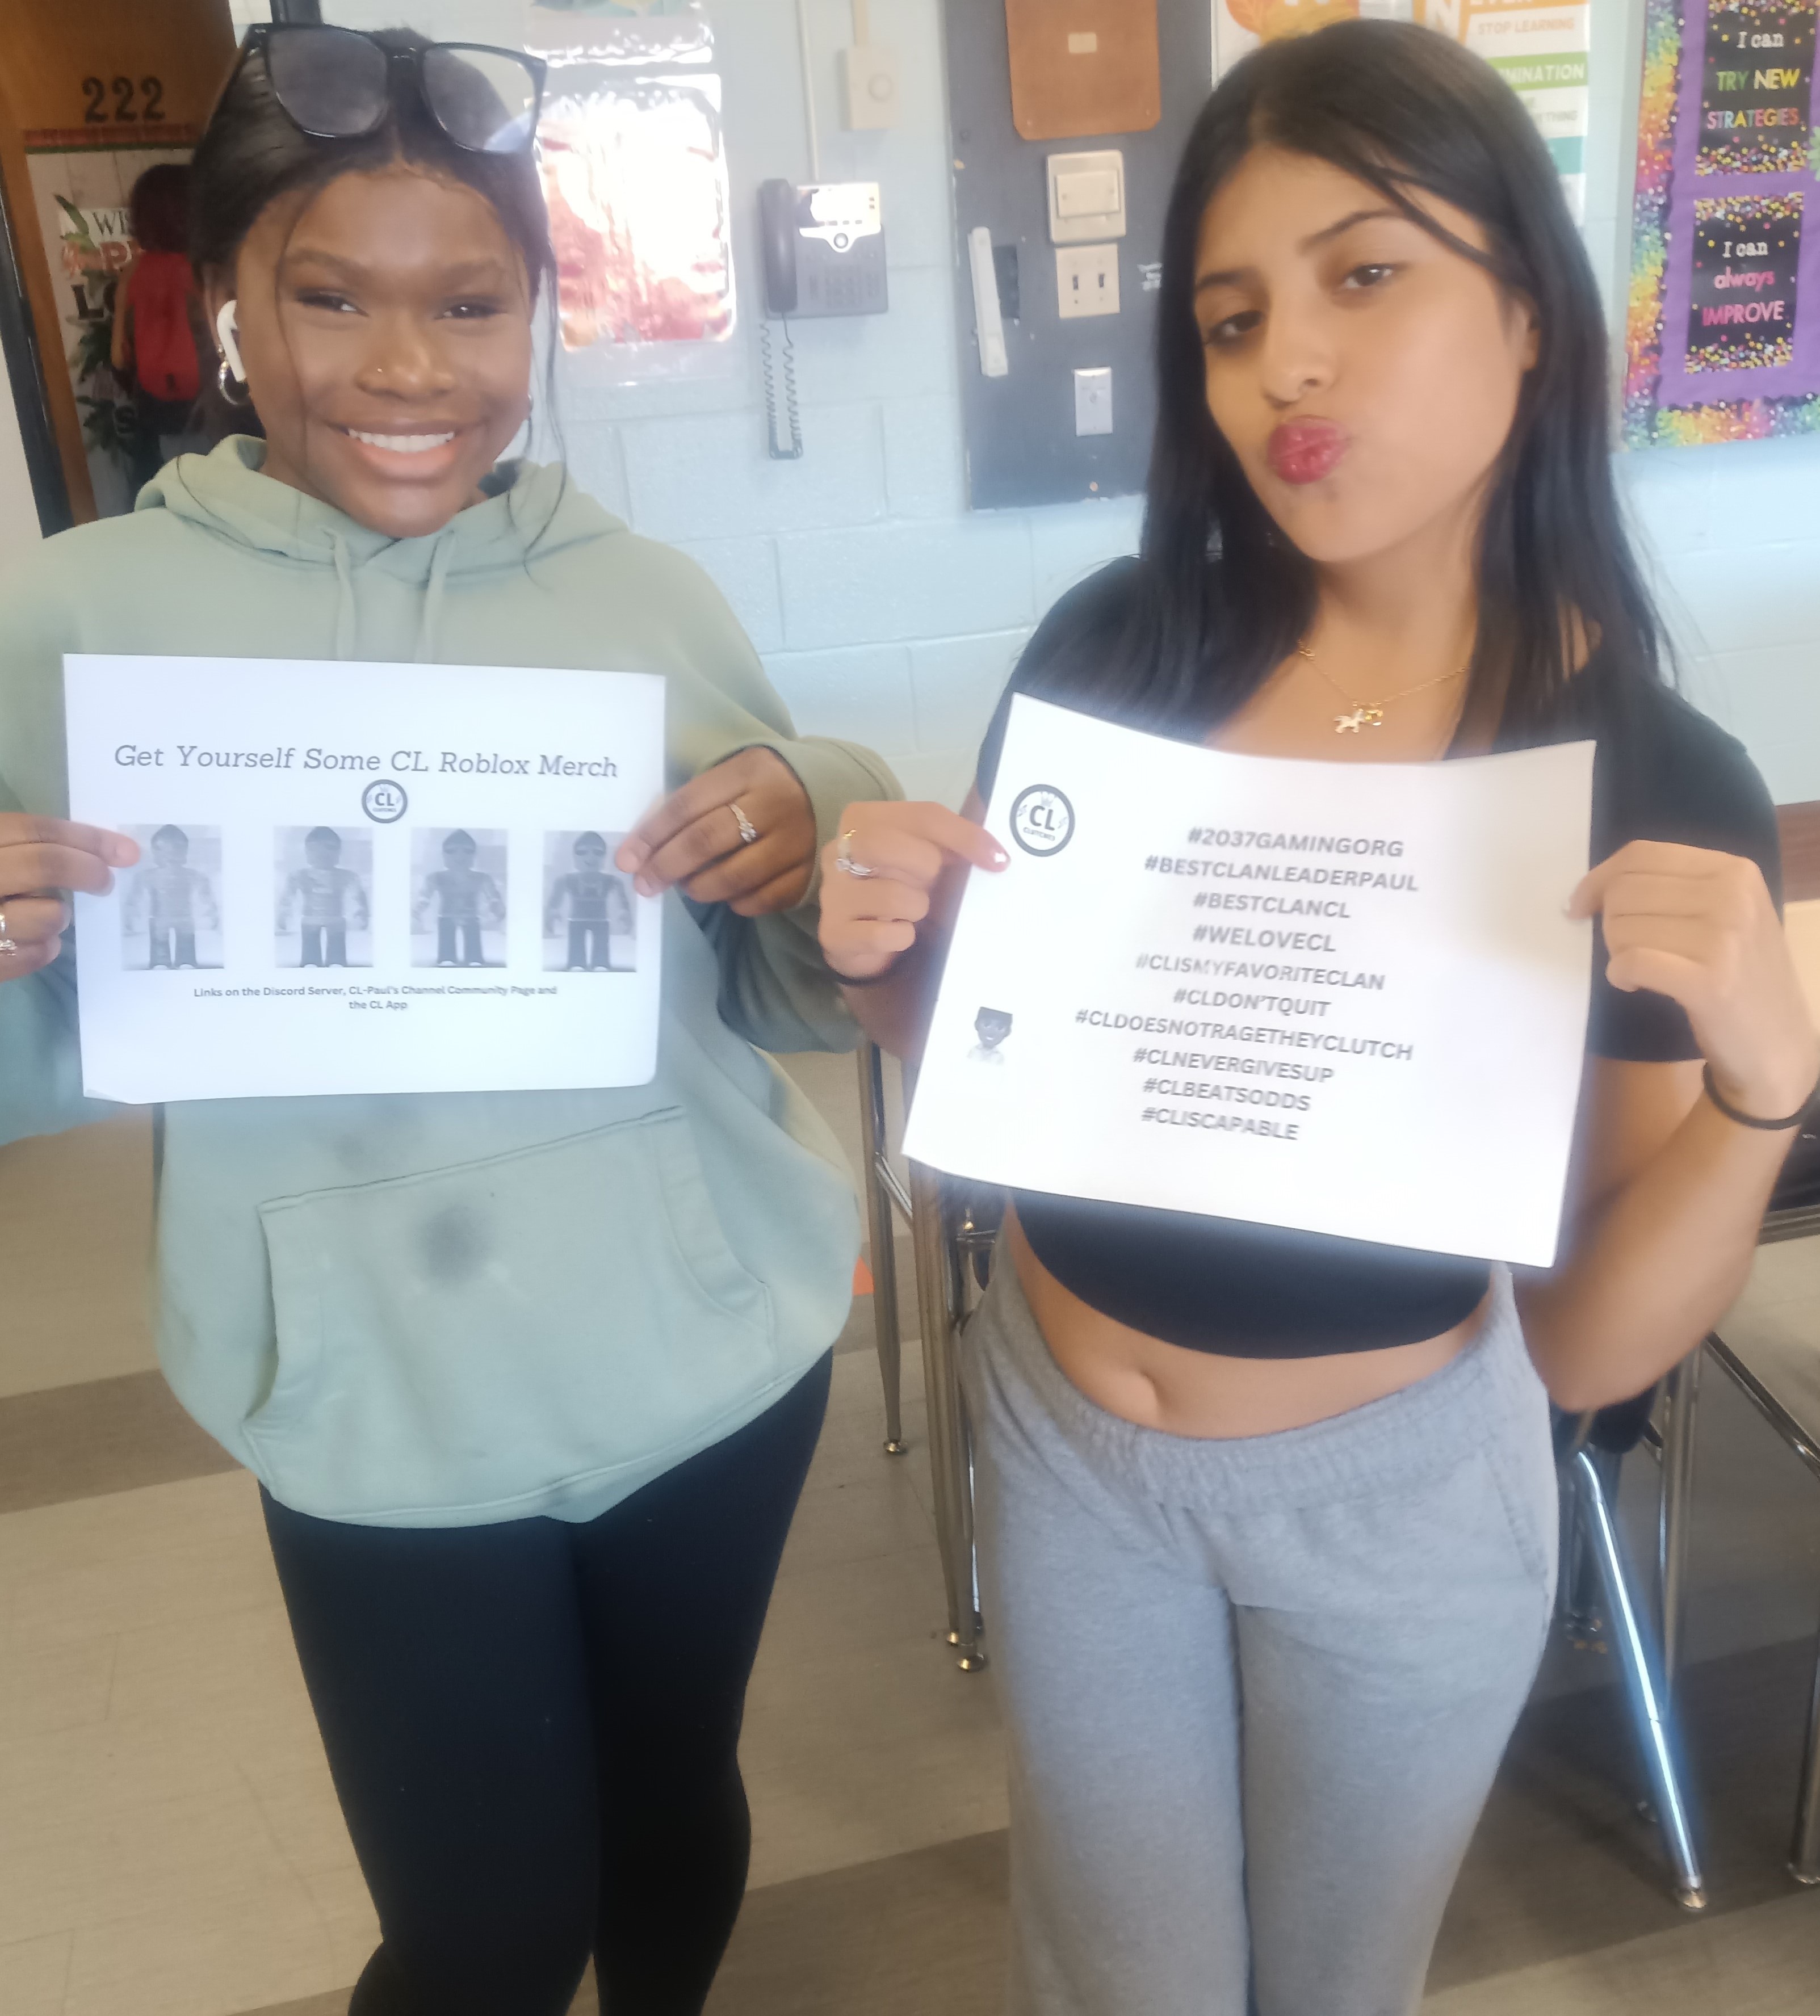 222
Get Yourself Some CL Roblox Merch
CL
CLUTCHES
Links on the Discord Server, CL-Paul's Channel Community Page and
the CL App
CL
CLUTCHES
#2037GAMINGORG
#BESTCLANLEADERPAUL
#BESTCLANCL
#WELOVECL
#CLISMYFAVORITECLAN
#CLDON'TQUIT
#CLDOESNOTRAGETHEYCLUTCH
#CLNEVERGIVESUP
#CLBEATSODDS
#CLISCAPABLE
STOP LEARNING
I can
TRY NEW
STRATEGIES
I can
always
IMPROVE